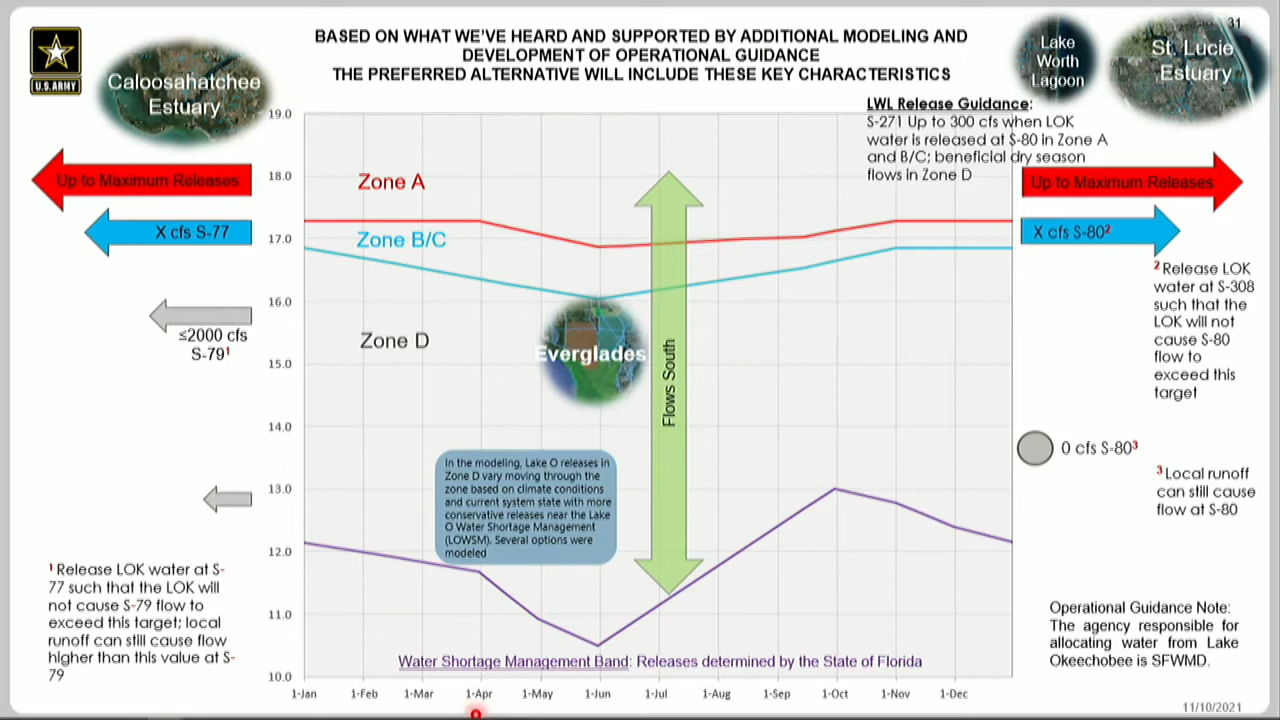 31
BASED ON WHAT WE'VE HEARD AND SUPPORTED BY ADDITIONAL MODELING AND
DEVELOPMENT OF OPERATIONAL GUIDANCE
THE PREFERRED ALTERNATIVE WILL INCLUDE THESE KEY CHARACTERISTICS
U.S.ARMY
Caloosahatchee
Estuary
Lake
Worth
Lagoon
St. Lucie
Estuary
LWL Release Guidance:
S-271 Up to 300 cfs when LOK
water is released at S-80 in Zone A
and B/C; beneficial dry season
flows in Zone D
Up to Maximum Releases
X cfs S-77
≤2000 cfs
S-79¹
¹ Release LOK water at S-
77 such that the LOK will
not cause S-79 flow to
exceed this target; local
runoff can still cause flow
higher than this value at S-
79
19.0
18.0
17.0
16.0
15.0
14.0
13.0
12.0
11.0
10.0
Zone A
Zone B/C
Zone D
Everglades
Flows South
In the modeling, Lake O releases in
Zone D vary moving through the
zone based on climate conditions
and current system state with more
conservative releases near the Lake
O Water Shortage Management
(LOWSM). Several options were
modeled
Water Shortage Management Band: Releases determined by the State of Florida
1-Jan 1-Feb 1-Mar 1-Apr 1-May 1-Jun 1-Jul 1-Aug 1-Sep 1-Oct 1-Nov 1-Dec
Up to Maximum Releases
X cfs S-80²
² Release LOK
water at S-308
such that the
LOK will not
cause S-80
flow to
exceed this
target
0 cfs S-80³
³ Local runoff
can still cause
flow at S-80
Operational Guidance Note:
The agency responsible for
allocating water from Lake
Okeechobee is SFWMD.
11/10/2021